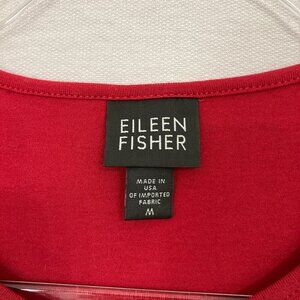 EILEEN
FISHER
MADE IN
USA
OF IMPORTED
FABRIC
M